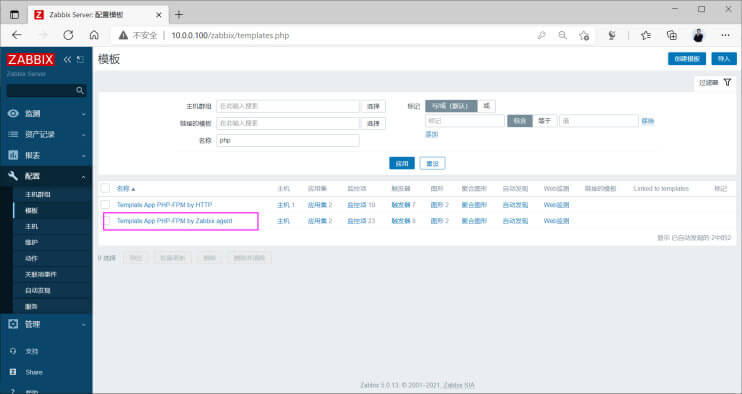 Zabbix Server: 配置模板
不安全 10.0.0.100/zabbix/templates.php
ZABBIX
Zabbix Server
监测
资产记录
报表
配置
主机群组
模板
主机
维护
动作
关联项事件
自动发现
服务
管理
支持
Share
帮助
模板
创建模板 导入
过滤器
主机群组 在此输入搜索 选择
链接的模板 在此输入搜索 选择
名称 php
标记 与/或（默认） 或
标记 包含 等于 值 移除
添加
应用 重设
名称 主机 应用集 监控项 触发器 图形 聚合图形 自动发现 Web监测 链接的模板 Linked to templates 标记
Template App PHP-FPM by HTTP 主机 1 应用集 2 监控项 触发器 7 图形 2 聚合图形 自动发现 Web监测
Template App PHP-FPM by Zabbix agent 主机 应用集 2 监控项 23 触发器 图形 2 聚合图形 自动发现 Web监测
显示 已自动发现的 2中的2
0 选择 导出 批量更新 删除 删除并清除
Zabbix 5.0.13. © 2001–2021, Zabbix SIA